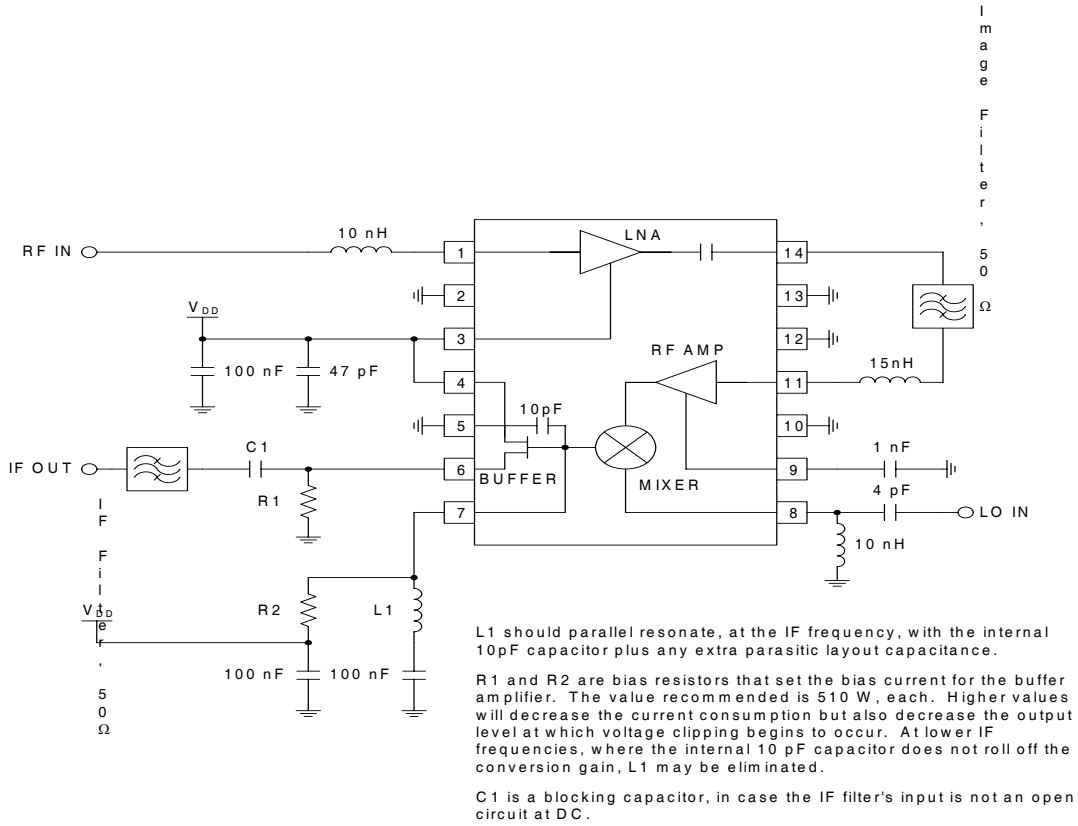 Image Filter, 50 Ω
10 nH
LNA
RF IN
1
14
2
13
VDD
3
12
RF AMP
15nH
100 nF
47 pF
4
11
10pF
5
10
C1
1 nF
IF OUT
6
9
BUFFER
MIXER
R1
4 pF
7
8
LO IN
IF Filter, 50Ω
10 nH
VDD
R2
L1
100 nF
100 nF
L1 should parallel resonate, at the IF frequency, with the internal
10pF capacitor plus any extra parasitic layout capacitance.
R1 and R2 are bias resistors that set the bias current for the buffer
amplifier. The value recommended is 510 W, each. Higher values
will decrease the current consumption but also decrease the output
level at which voltage clipping begins to occur. At lower IF
frequencies, where the internal 10 pF capacitor does not roll off the
conversion gain, L1 may be eliminated.
C1 is a blocking capacitor, in case the IF filter's input is not an open
circuit at DC.